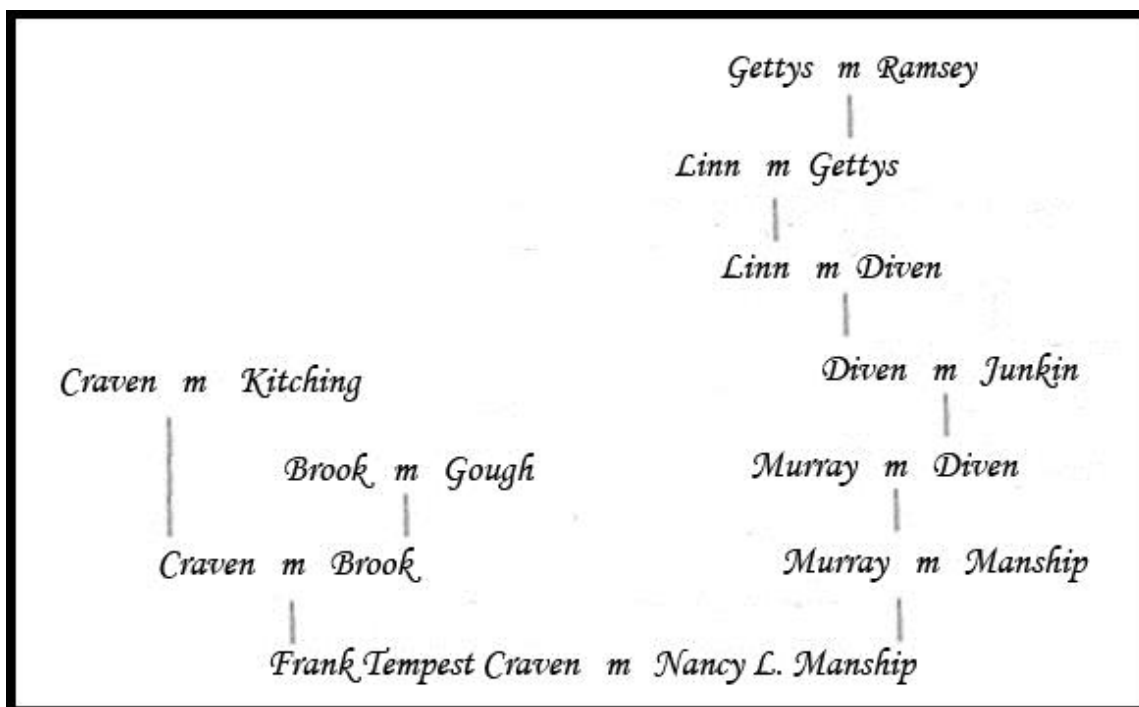 Gettys m Ramsey
Linn m Gettys
Linn m Diven
Diven m Junkin
Craven m Kitching
Brook m Gough
Murray m Diven
Craven m Brook
Murray m Manship
Frank Tempest Craven m Nancy L. Manship